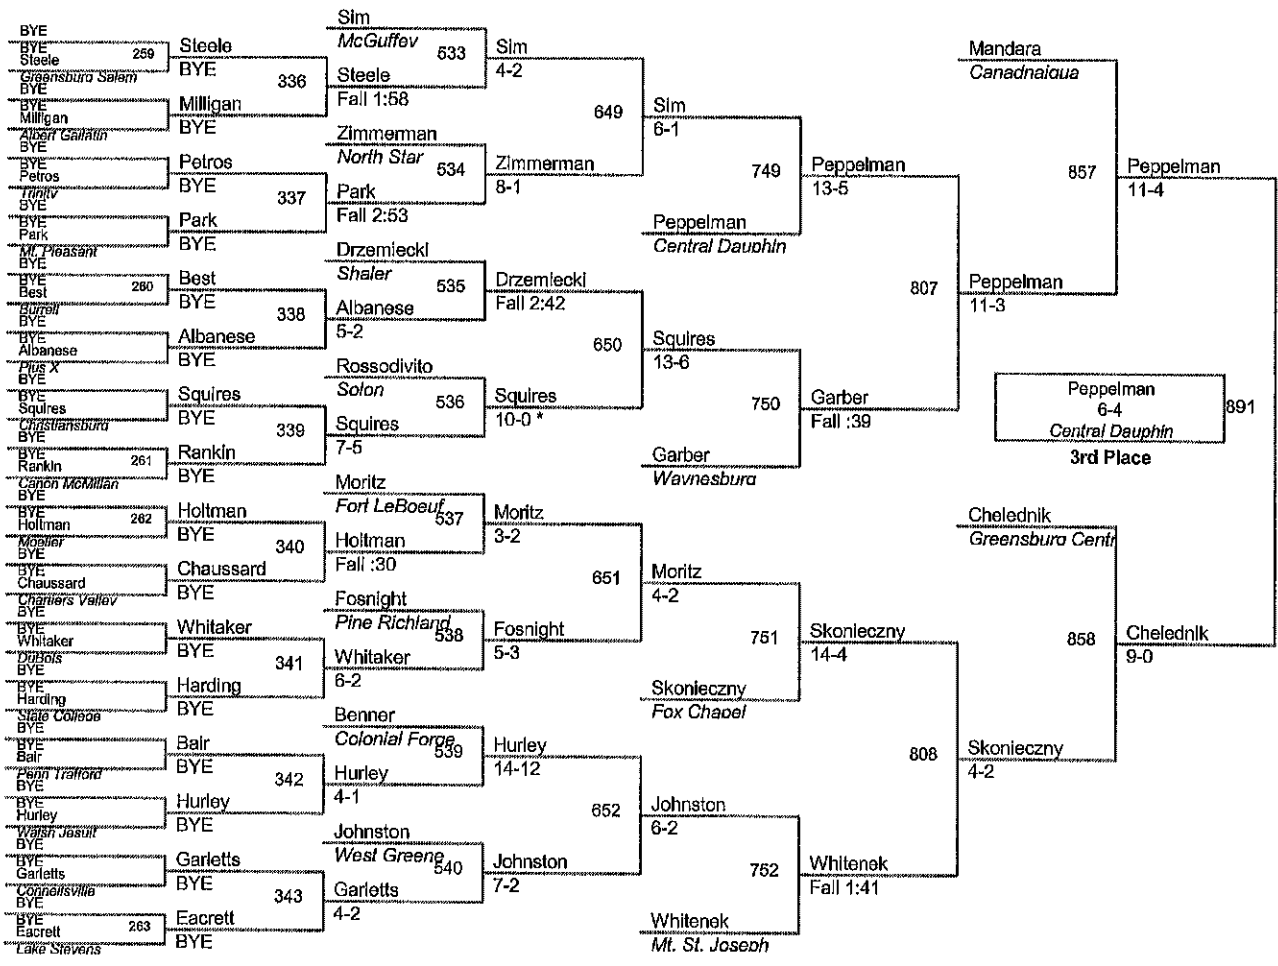 BYE
BYE
Steele
259
Greensburg Salem
BYE
BYE
Milligan
Albert Gallatin
BYE
BYE
Petros
Trinity
BYE
BYE
Park
Mt. Pleasant
BYE
BYE
Best
260
Burrell
BYE
BYE
Albanese
Pius X
BYE
BYE
Squires
Christiansburg
BYE
BYE
Rankin
261
Canon McMillan
BYE
BYE
Holtman
262
Moeller
BYE
BYE
Chaussard
Chartiers Valley
BYE
BYE
Whitaker
DuBois
BYE
BYE
Harding
State College
BYE
BYE
Bair
Penn Trafford
BYE
BYE
Hurley
Walsh Jesuit
BYE
BYE
Garletts
Connellsville
BYE
BYE
Eacrett
263
Lake Stevens
Steele
BYE
336
Milligan
BYE
Petros
BYE
337
Park
BYE
Best
BYE
338
Albanese
BYE
Squires
BYE
339
Rankin
BYE
Holtman
BYE
340
Chaussard
BYE
Whitaker
BYE
341
Harding
BYE
Bair
BYE
342
Hurley
BYE
Garletts
BYE
343
Eacrett
BYE
Sim
McGuffey
533
Steele
Fall 1:58
Zimmerman
North Star
534
Park
Fall 2:53
Drzemiecki
Shaler
535
Albanese
5-2
Rossodivito
Solon
536
Squires
7-5
Moritz
Fort LeBoeuf
537
Holtman
Fall :30
Fosnight
Pine Richland
538
Whitaker
6-2
Benner
Colonial Forge
539
Hurley
4-1
Johnston
West Greene
540
Garletts
4-2
Sim
4-2
649
Zimmerman
8-1
Drzemiecki
Fall 2:42
650
Squires
10-0 *
Moritz
3-2
651
Fosnight
5-3
Hurley
14-12
652
Johnston
7-2
Sim
6-1
749
Peppelman
Central Dauphin
Squires
13-6
750
Garber
Waynesburg
Moritz
4-2
751
Skonieczny
Fox Chapel
Johnston
6-2
752
Whitenek
Mt. St. Joseph
Peppelman
13-5
807
Garber
Fall :39
Skonieczny
14-4
808
Whitenek
Fall 1:41
Mandara
Canadnaigua
857
Peppelman
11-3
Chelednik
Greensburg Centr
858
Skonieczny
4-2
Peppelman
11-4
Chelednik
9-0
Peppelman
6-4
Central Dauphin
891
3rd Place